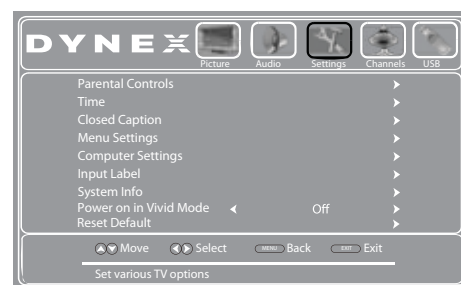 DYNEX
Picture Audio Settings Channels USB
Parental Controls
Time
Closed Caption
Menu Settings
Computer Settings
Input Label
System Info
Power on in Vivid Mode Off
Reset Default
Move Select MENU Back EXIT Exit
Set various TV options